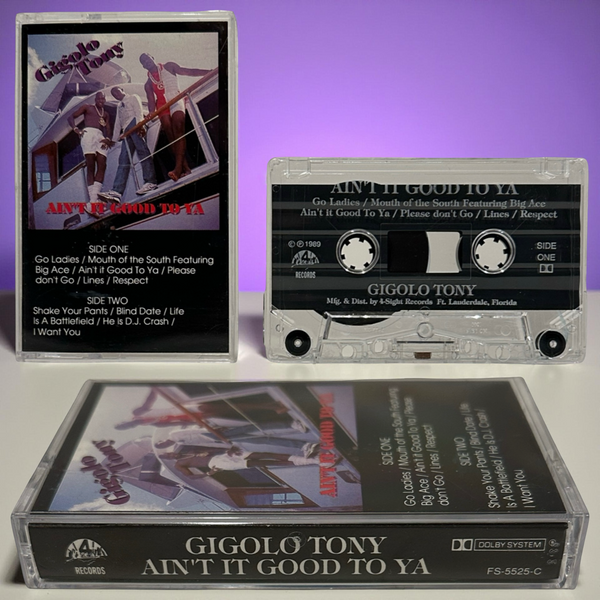 Gigolo
Tony
AIN'T IT GOOD TO YA
SIDE ONE
Go Ladies / Mouth of the South Featuring
Big Ace / Ain't it Good To Ya / Please
don't Go / Lines / Respect
SIDE TWO
Shake Your Pants / Blind Date / Life
Is A Battlefield / He is D.J. Crash /
I Want You
AIN'T IT GOOD TO YA
Go Ladies / Mouth of the South Featuring Big Ace
Ain't it Good To Ya / Please don't Go / Lines / Respect
© ℗ 1989
RECORDS
SIDE
ONE
GIGOLO TONY
Mfg. & Dist. by 4-Sight Records Ft. Lauderdale, Florida
Gigolo
Tony
AIN'T IT GOOD TO YA
SIDE ONE
Go Ladies / Mouth of the South Featuring
Big Ace / Ain't it Good To Ya / Please
don't Go / Lines / Respect
SIDE TWO
Shake Your Pants / Blind Date / Life
Is A Battlefield / He is D.J. Crash /
I Want You
RECORDS
GIGOLO TONY
AIN'T IT GOOD TO YA
DOLBY SYSTEM
FS-5525-C